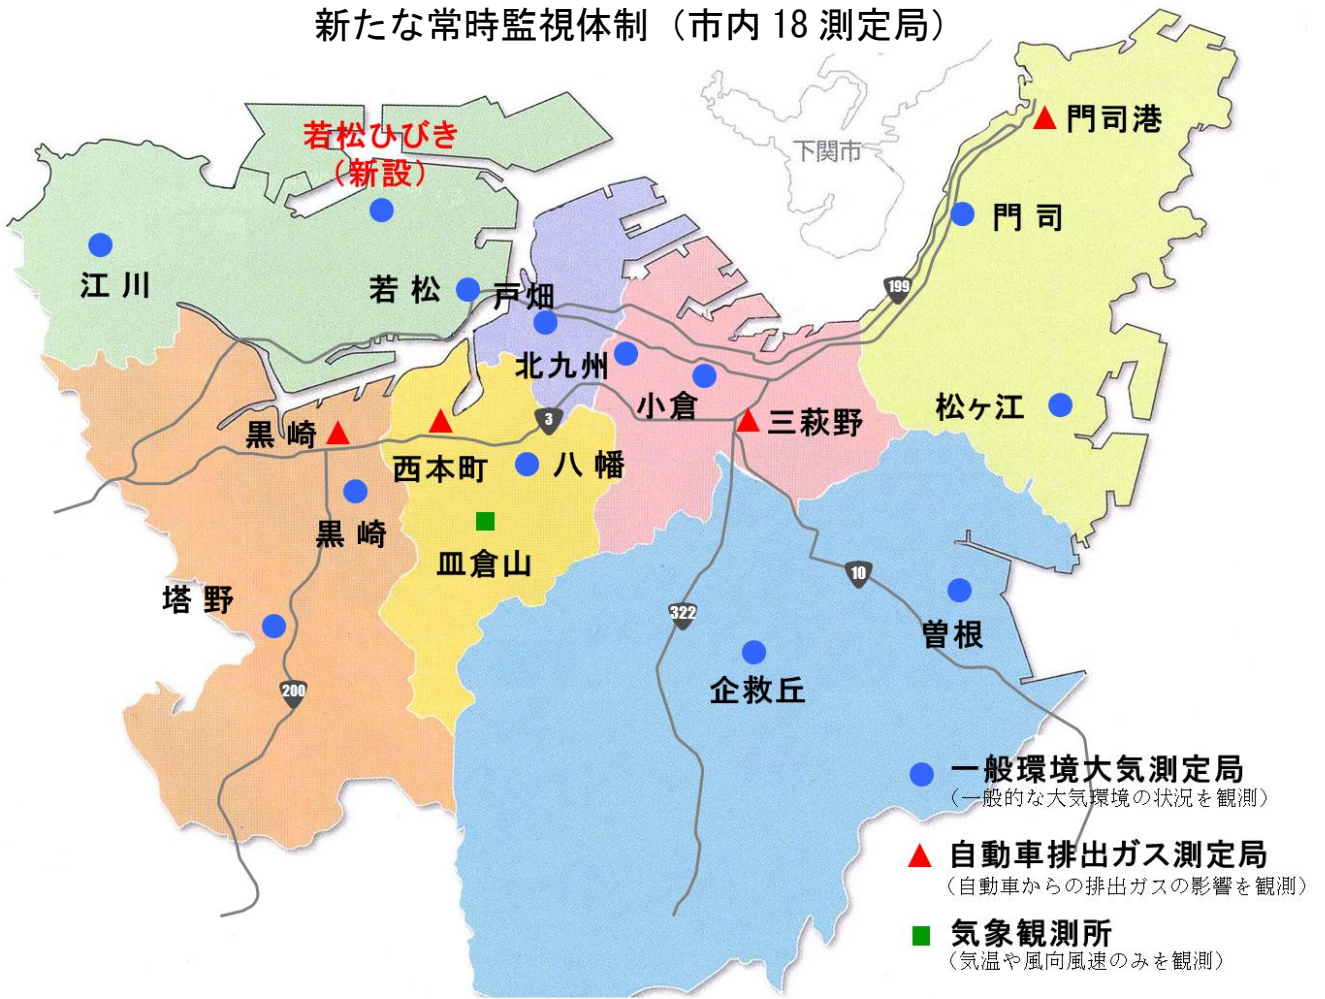 新たな常時監視体制（市内18測定局）
若松ひびき
（新設）
下関市
門司港
門司
江川
若松
戸畑
199
北九州
小倉
松ヶ江
三萩野
3
黒崎
西本町
八幡
黒崎
皿倉山
塔野
10
曽根
322
企救丘
200
一般環境大気測定局
（一般的な大気環境の状況を観測）
自動車排出ガス測定局
（自動車からの排出ガスの影響を観測）
気象観測所
（気温や風向風速のみを観測）